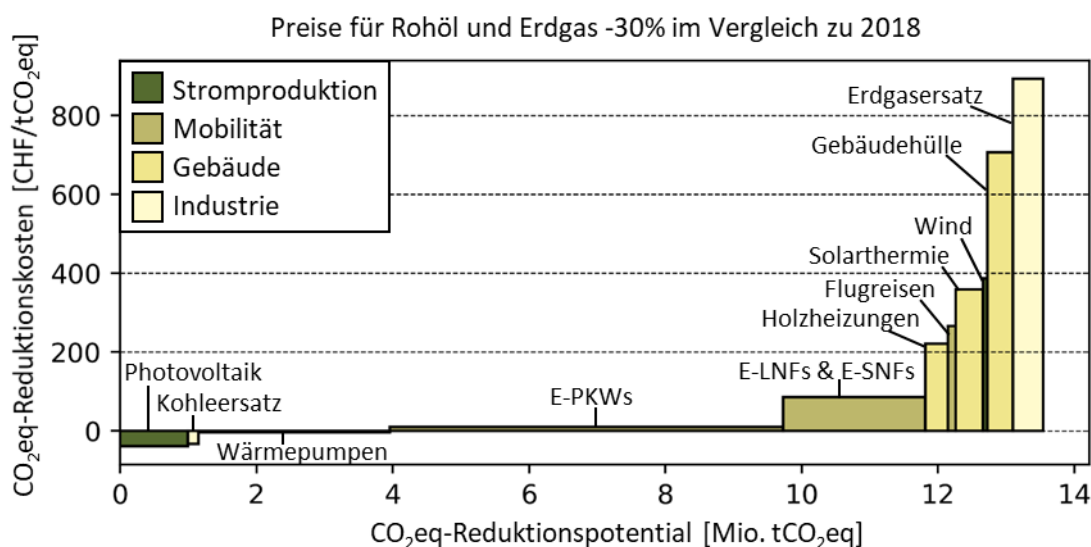 Preise für Rohöl und Erdgas -30% im Vergleich zu 2018
CO₂eq-Reduktionskosten [CHF/tCO₂eq]
800
600
400
200
0
Stromproduktion
Mobilität
Gebäude
Industrie
Erdgasersatz
Gebäudehülle
Wind
Solarthermie
Flugreisen
Holzheizungen
E-LNFs & E-SNFs
E-PKWs
Photovoltaik
Kohleersatz
Wärmepumpen
0 2 4 6 8 10 12 14
CO₂eq-Reduktionspotential [Mio. tCO₂eq]